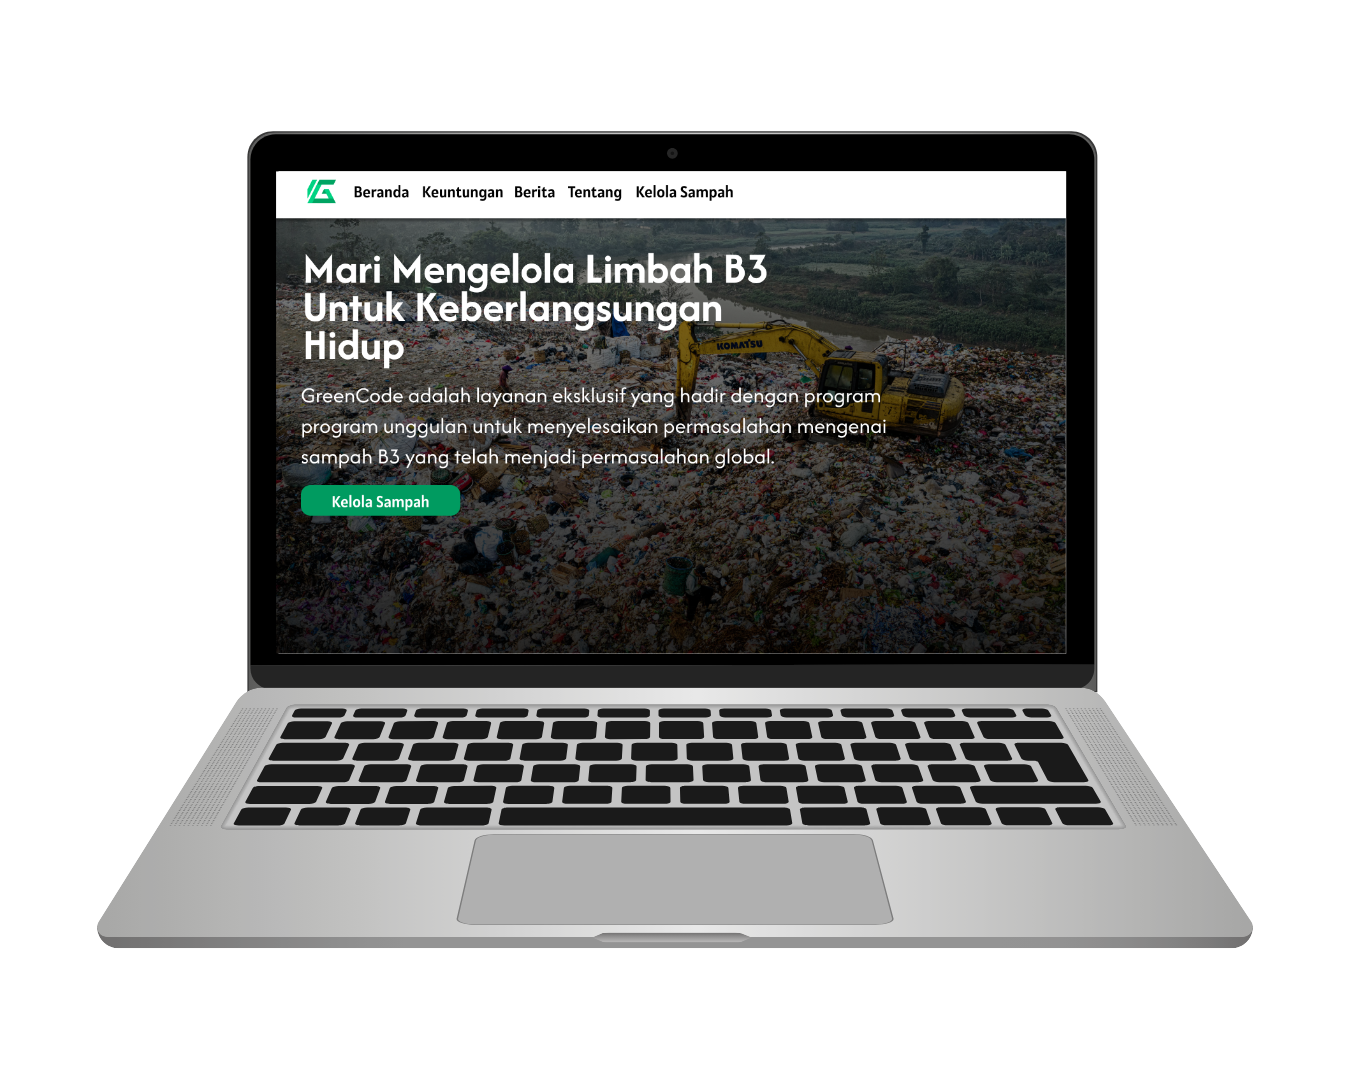 Beranda Keuntungan Berita Tentang Kelola Sampah
Mari Mengelola Limbah B3
Untuk Keberlangsungan
Hidup
KOMATSU
GreenCode adalah layanan eksklusif yang hadir dengan program
program unggulan untuk menyelesaikan permasalahan mengenai
sampah B3 yang telah menjadi permasalahan global.
Kelola Sampah